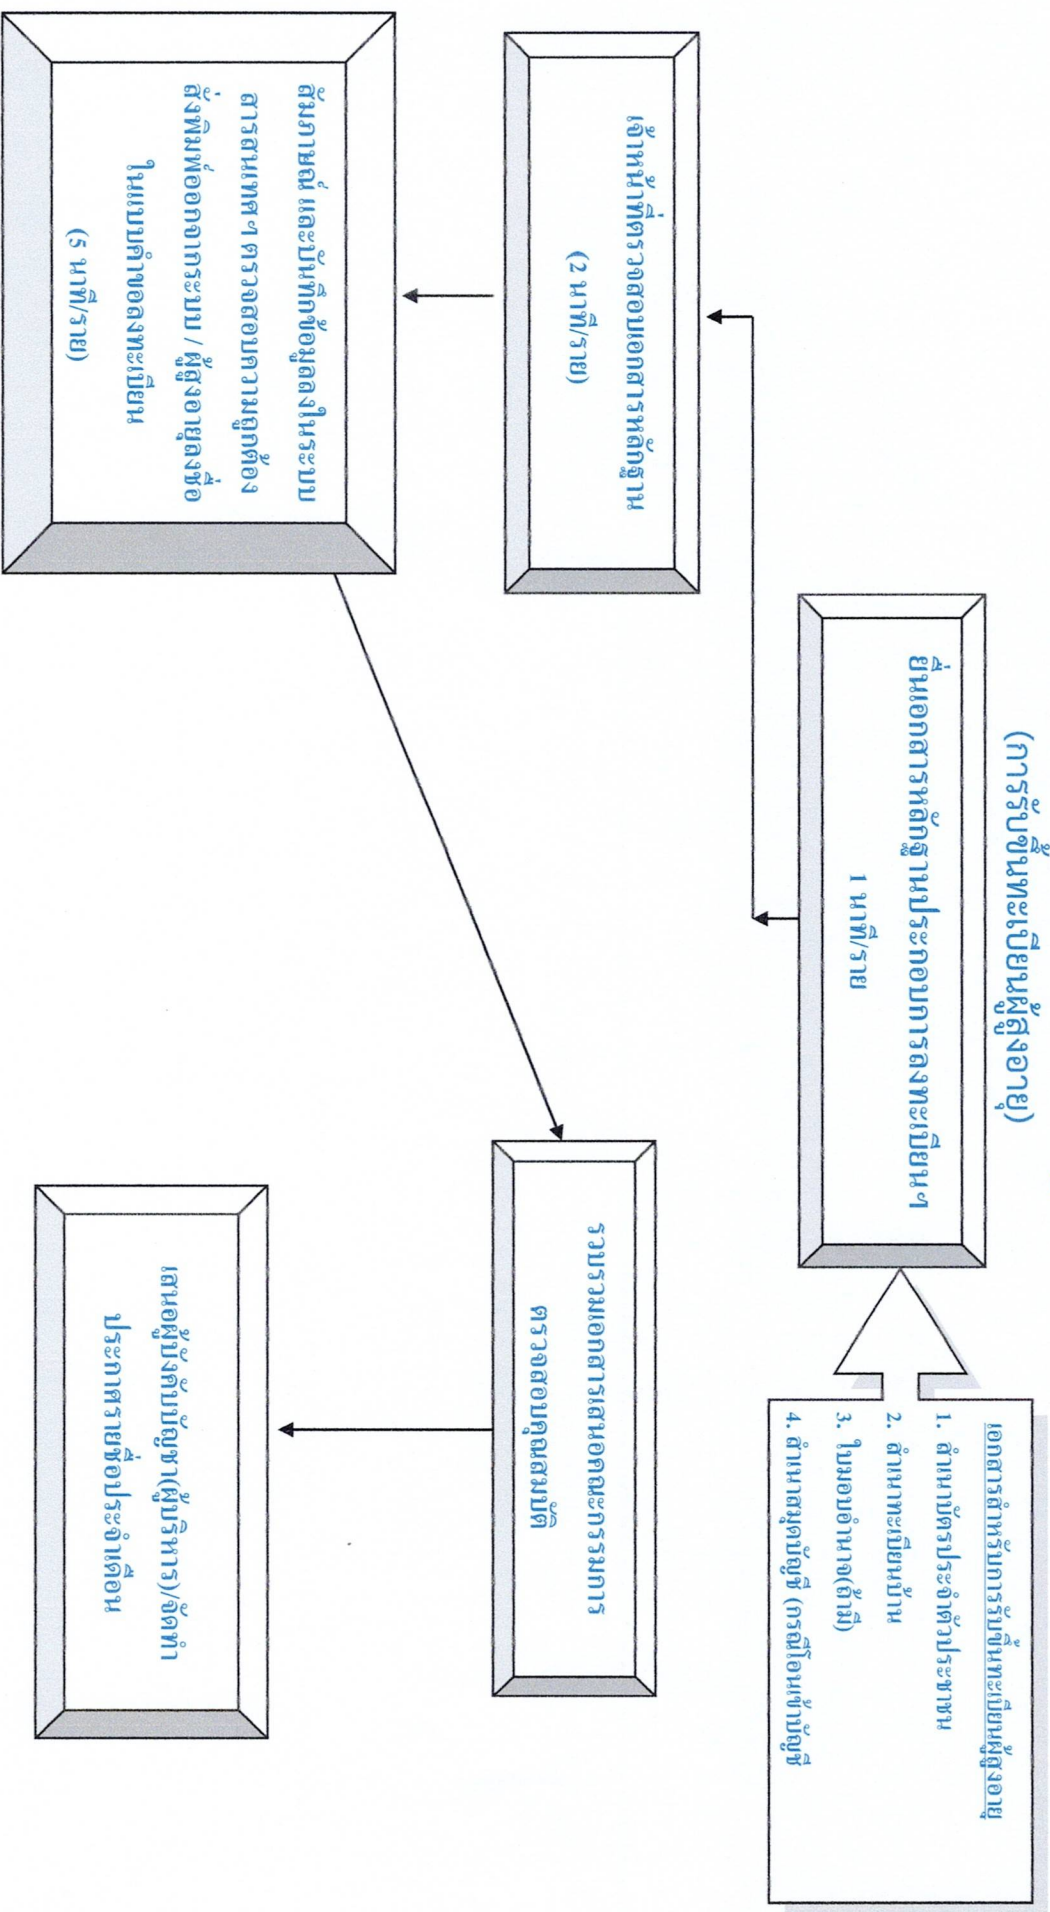 (การรับขึ้นทะเบียนผู้สูงอายุ)
ยื่นเอกสารหลักฐานประกอบการลงทะเบียนฯ
1 นาที/ราย
เอกสารสำหรับการรับขึ้นทะเบียนผู้สูงอายุ
1. สำเนาบัตรประจำตัวประชาชน
2. สำเนาทะเบียนบ้าน
3. ใบมอบอำนาจ(ถ้ามี)
4. สำเนาสมุดบัญชี (กรณีโอนเข้าบัญชี
เจ้าหน้าที่ตรวจสอบเอกสารหลักฐาน
(2 นาที/ราย)
สัมภาษณ์ และบันทึกข้อมูลลงในระบบ
สารสนเทศฯ ตรวจสอบความถูกต้อง
สั่งพิมพ์ออกจากระบบ / ผู้สูงอายุลงชื่อ
ในแบบคำขอลงทะเบียน
(5 นาที/ราย)
รวบรวมเอกสารเสนอคณะกรรมการ
ตรวจสอบคุณสมบัติ
เสนอผู้บังคับบัญชา(ผู้บริหาร)/จัดทำ
ประกาศรายชื่อประจำเดือน